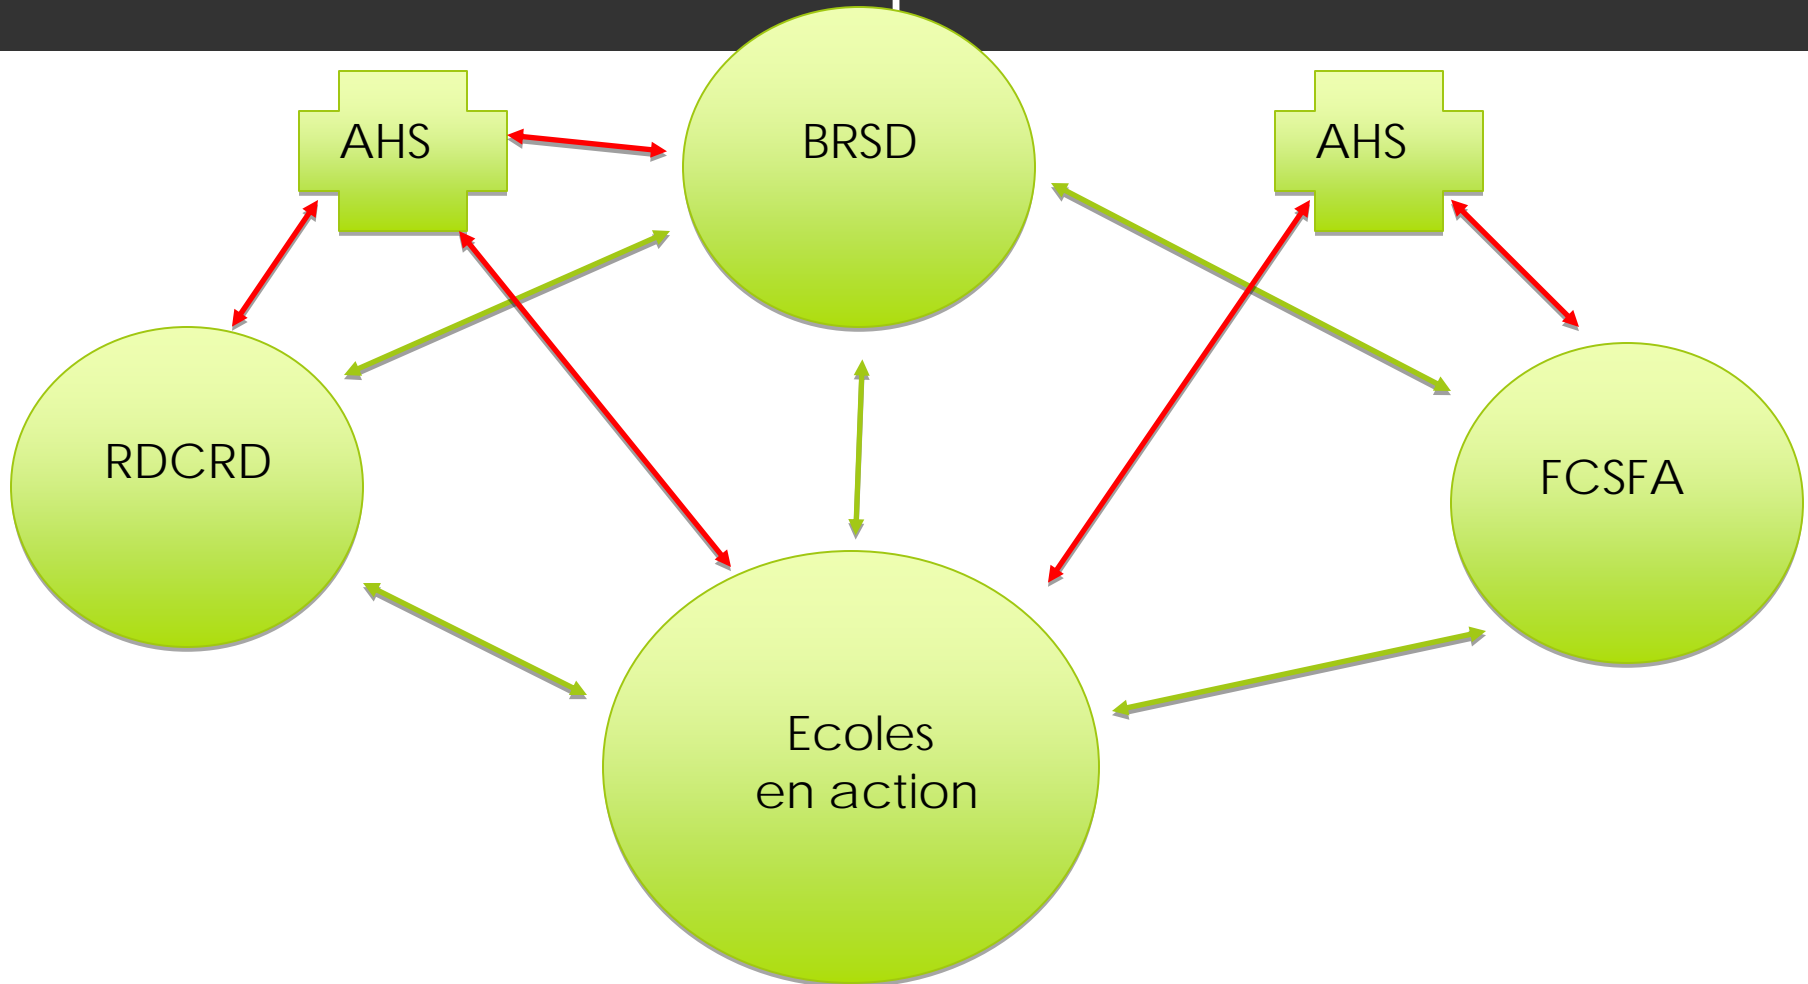 AHS
BRSD
AHS
RDCRD
FCSFA
Ecoles
en action